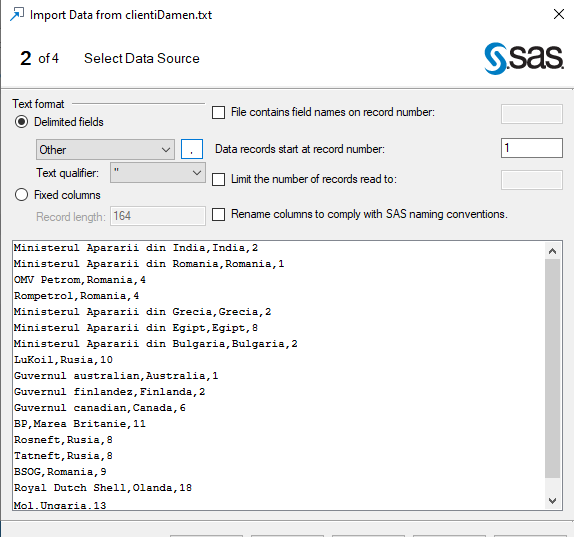 Import Data from clientiDamen.txt
2 of 4 Select Data Source
sas
Text format
Delimited fields
File contains field names on record number:
Other
.
Data records start at record number:
1
Text qualifier:
"
Limit the number of records read to:
Fixed columns
Record length:
164
Rename columns to comply with SAS naming conventions.
Ministerul Apararii din India,India,2
Ministerul Apararii din Romania,Romania,1
OMV Petrom,Romania,4
Rompetrol,Romania,4
Ministerul Apararii din Grecia,Grecia,2
Ministerul Apararii din Egipt,Egipt,8
Ministerul Apararii din Bulgaria,Bulgaria,2
LuKoil,Rusia,10
Guvernul australian,Australia,1
Guvernul finlandez,Finlanda,2
Guvernul canadian,Canada,6
BP,Marea Britanie,11
Rosneft,Rusia,8
Tatneft,Rusia,8
BSOG,Romania,9
Royal Dutch Shell,Olanda,18
Mol,Ungaria,13